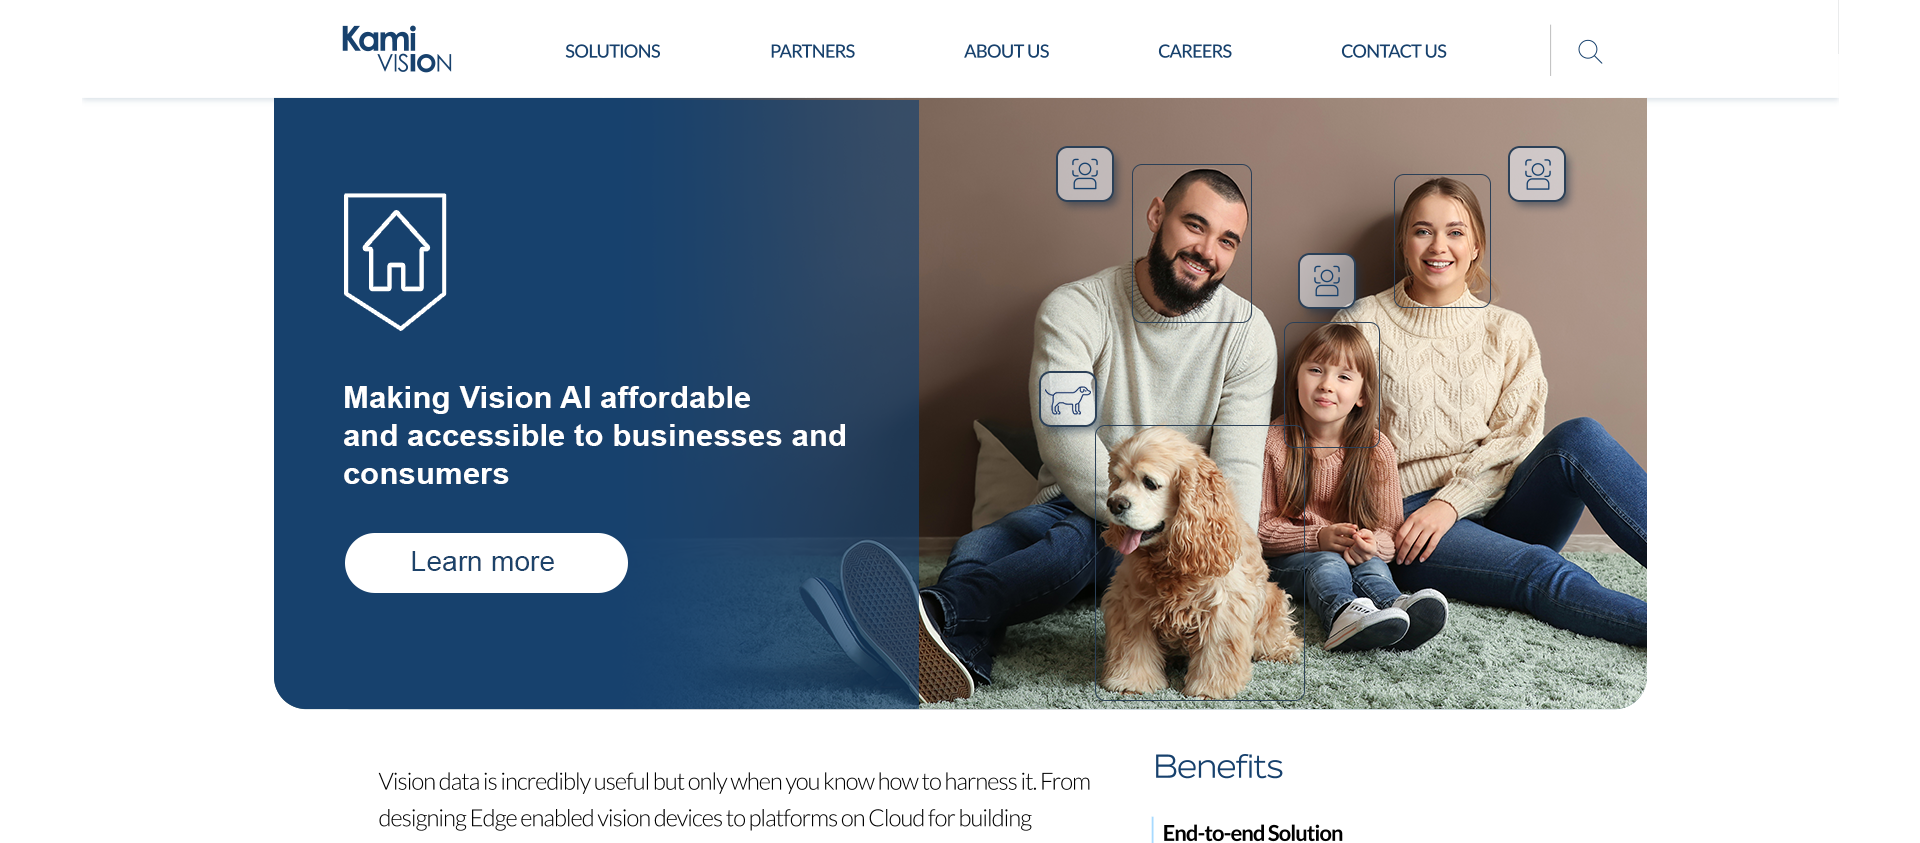 Kami
VISION
SOLUTIONS
PARTNERS
ABOUT US
CAREERS
CONTACT US
Making Vision AI affordable
and accessible to businesses and
consumers
Learn more
Vision data is incredibly useful but only when you know how to harness it. From
designing Edge enabled vision devices to platforms on Cloud for building
Benefits
End-to-end Solution